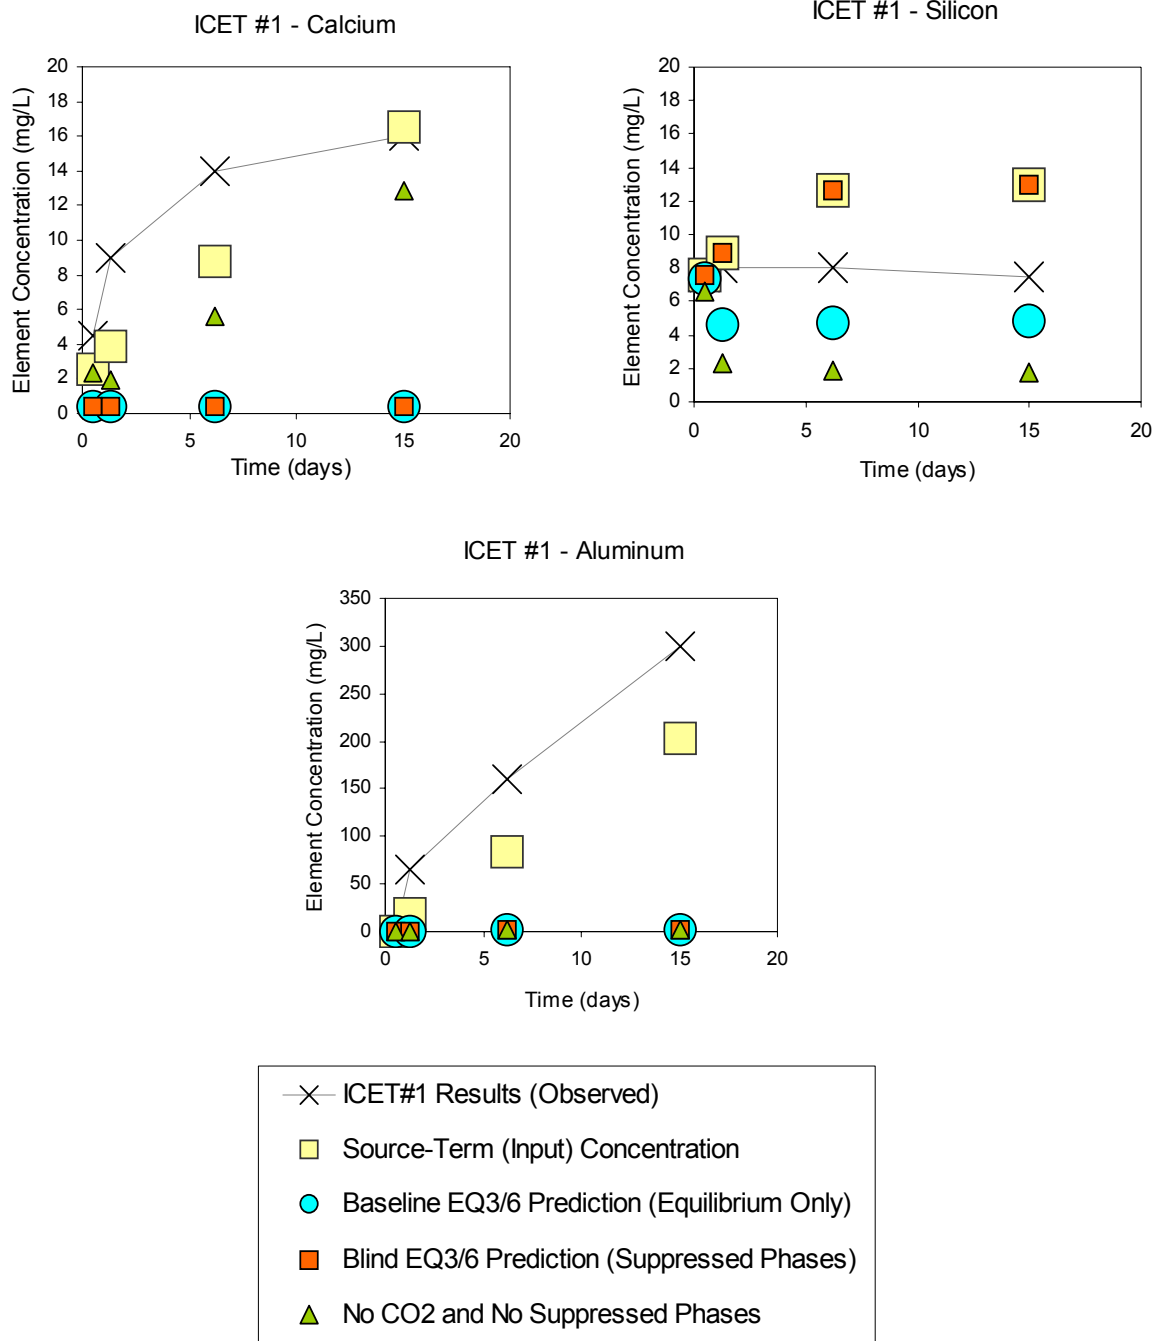 ICET #1 - Calcium
Element Concentration (mg/L)
20
18
16
14
12
10
8
6
4
2
0
0 5 10 15 20
Time (days)
ICET #1 - Silicon
Element Concentration (mg/L)
20
18
16
14
12
10
8
6
4
2
0
0 5 10 15 20
Time (days)
ICET #1 - Aluminum
Element Concentration (mg/L)
350
300
250
200
150
100
50
0
0 5 10 15 20
Time (days)
ICET#1 Results (Observed)
Source-Term (Input) Concentration
Baseline EQ3/6 Prediction (Equilibrium Only)
Blind EQ3/6 Prediction (Suppressed Phases)
No CO2 and No Suppressed Phases